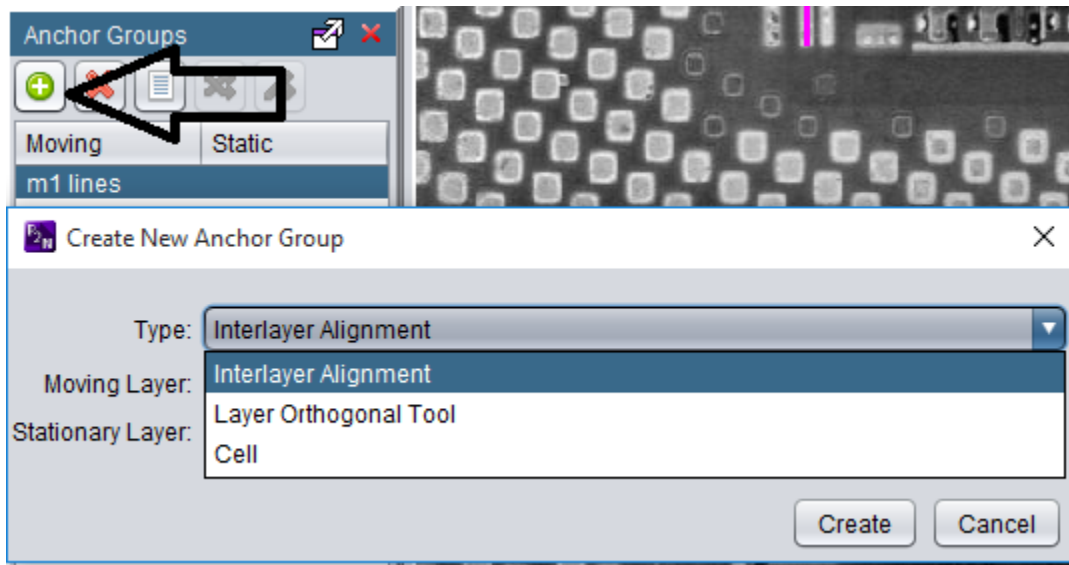 Anchor Groups
Moving Static
m1 lines
P2N Create New Anchor Group
Type: Interlayer Alignment
Moving Layer: Interlayer Alignment
Layer Orthogonal Tool
Stationary Layer:
Cell
Create Cancel